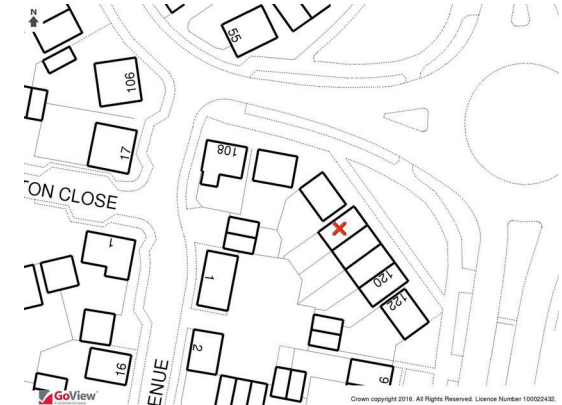 N
55
106
108
17
TON CLOSE
1
1
120
122
2
16
9
ENUE
GoView
Crown copyright 2016. All Rights Reserved. Licence Number 100022432.